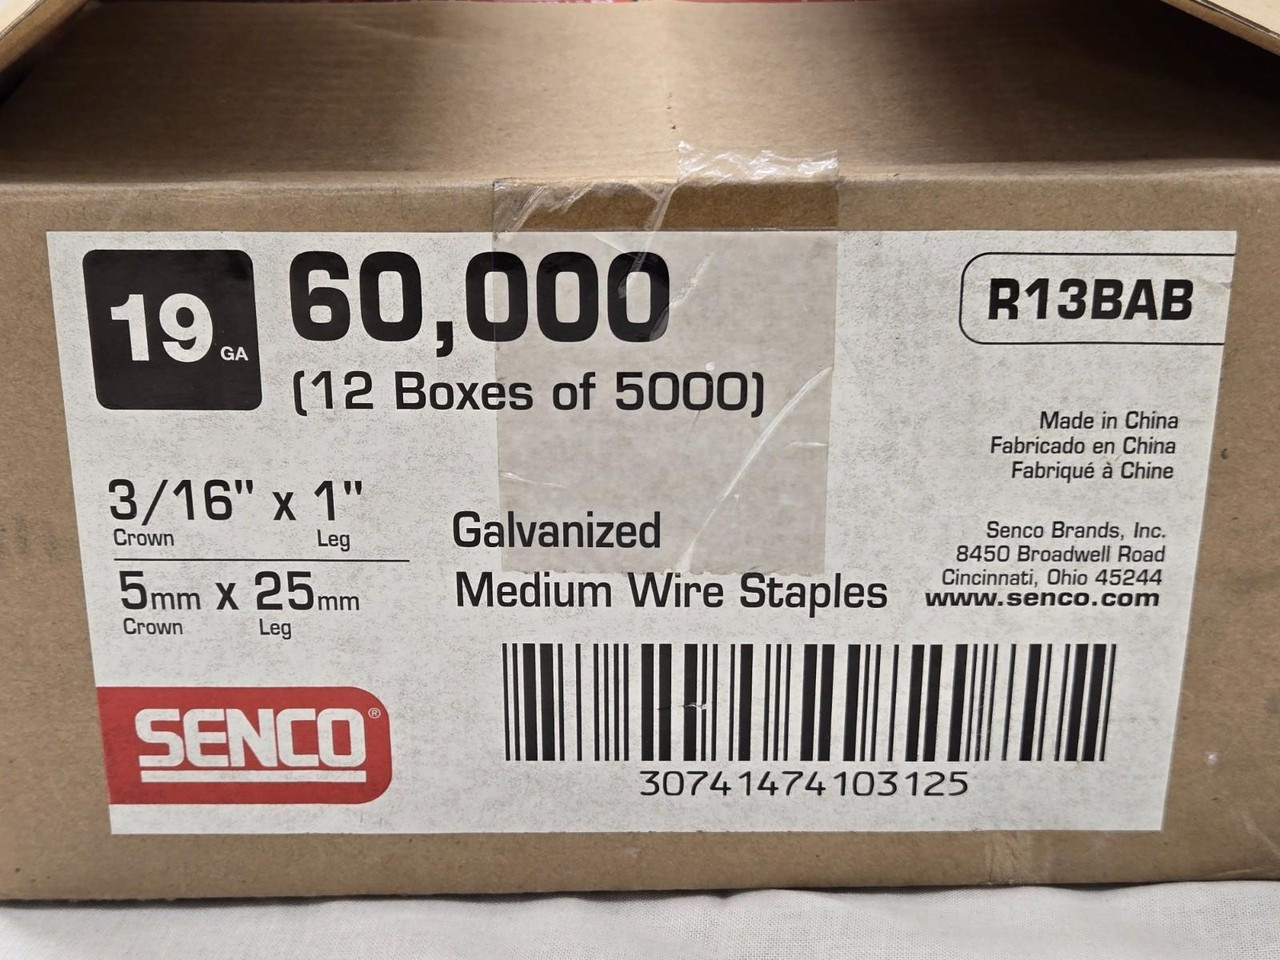 19 GA
60,000
(12 Boxes of 5000)
R13BAB
Made in China
Fabricado en China
Fabriqué à Chine
3/16" x 1"
Crown Leg
5mm x 25mm
Crown Leg
Galvanized
Medium Wire Staples
Senco Brands, Inc.
8450 Broadwell Road
Cincinnati, Ohio 45244
www.senco.com
SENCO®
30741474103125